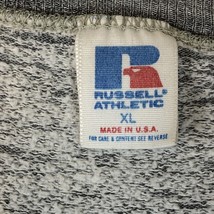 RUSSELL
ATHLETIC
XL
MADE IN U.S.A.
FOR CARE & CONTENT SEE REVERSE